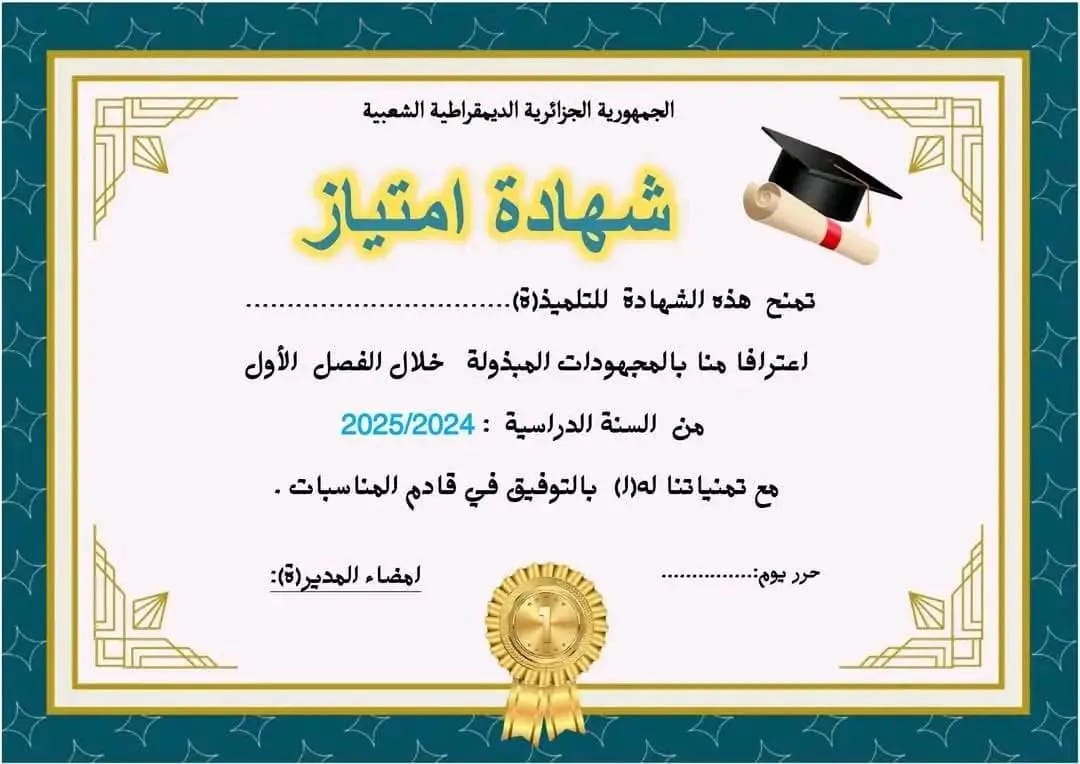 الجمهورية الجزائرية الديمقراطية الشعبية
شهادة امتياز
تمنح هذه الشهادة للتلميذ(ة)................................
اعترافا منا بالمجهودات المبذولة خلال الفصل الأول
من السنة الدراسية : 2025/2024
مع تمنياتنا له(ا) بالتوفيق في قادم المناسبات .
حرر يوم:................
امضاء المدير(ة):
1